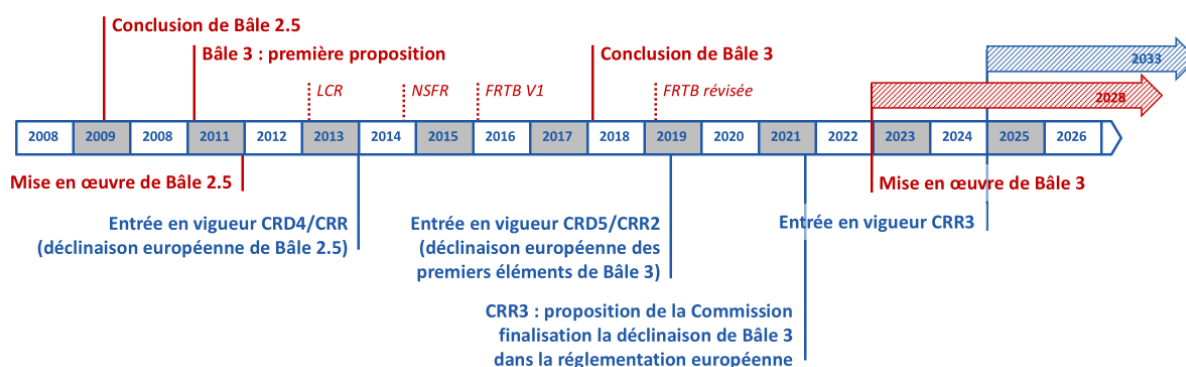 Conclusion de Bâle 2.5
Bâle 3 : première proposition
Conclusion de Bâle 3
2033
LCR
NSFR
FRTB V1
FRTB révisée
2028
2008 2009 2008 2011 2012 2013 2014 2015 2016 2017 2018 2019 2020 2021 2022 2023 2024 2025 2026
Mise en œuvre de Bâle 2.5
Mise en œuvre de Bâle 3
Entrée en vigueur CRD4/CRR
(déclinaison européenne de Bâle 2.5)
Entrée en vigueur CRD5/CRR2
(déclinaison européenne des
premiers éléments de Bâle 3)
Entrée en vigueur CRR3
CRR3 : proposition de la Commission
finalisation la déclinaison de Bâle 3
dans la réglementation européenne